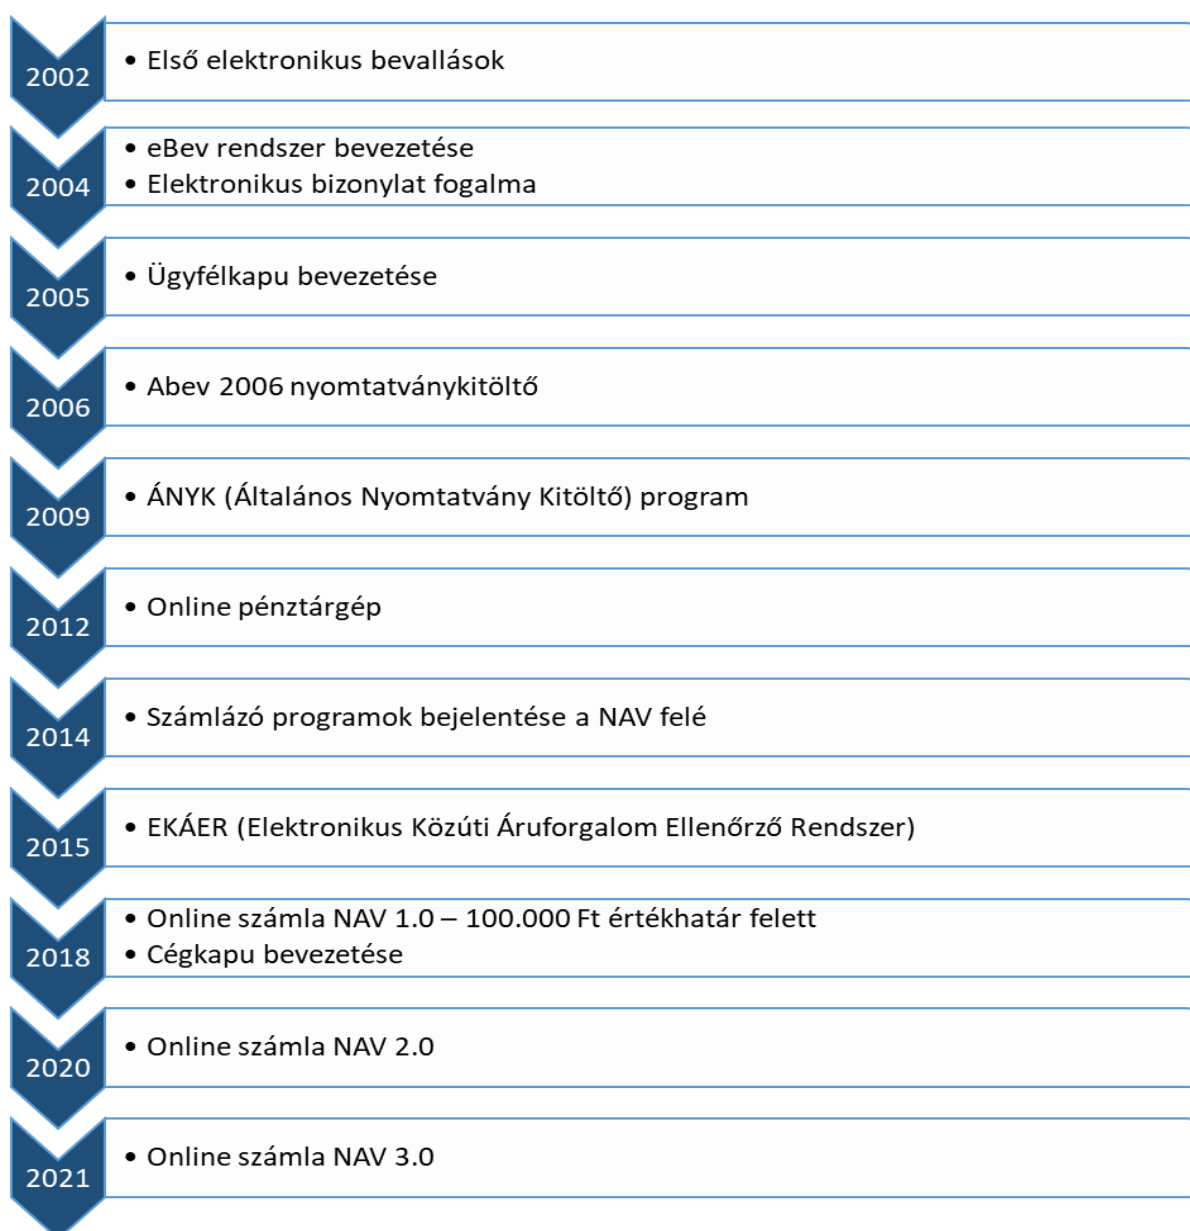 2002
• Első elektronikus bevallások
2004
• eBev rendszer bevezetése
• Elektronikus bizonylat fogalma
2005
• Ügyfélkapu bevezetése
2006
• Abev 2006 nyomtatványkitöltő
2009
• ÁNYK (Általános Nyomtatvány Kitöltő) program
2012
• Online pénztárgép
2014
• Számlázó programok bejelentése a NAV felé
2015
• EKÁER (Elektronikus Közúti Áruforgalom Ellenőrző Rendszer)
2018
• Online számla NAV 1.0 – 100.000 Ft értékhatár felett
• Cégkapu bevezetése
2020
• Online számla NAV 2.0
2021
• Online számla NAV 3.0